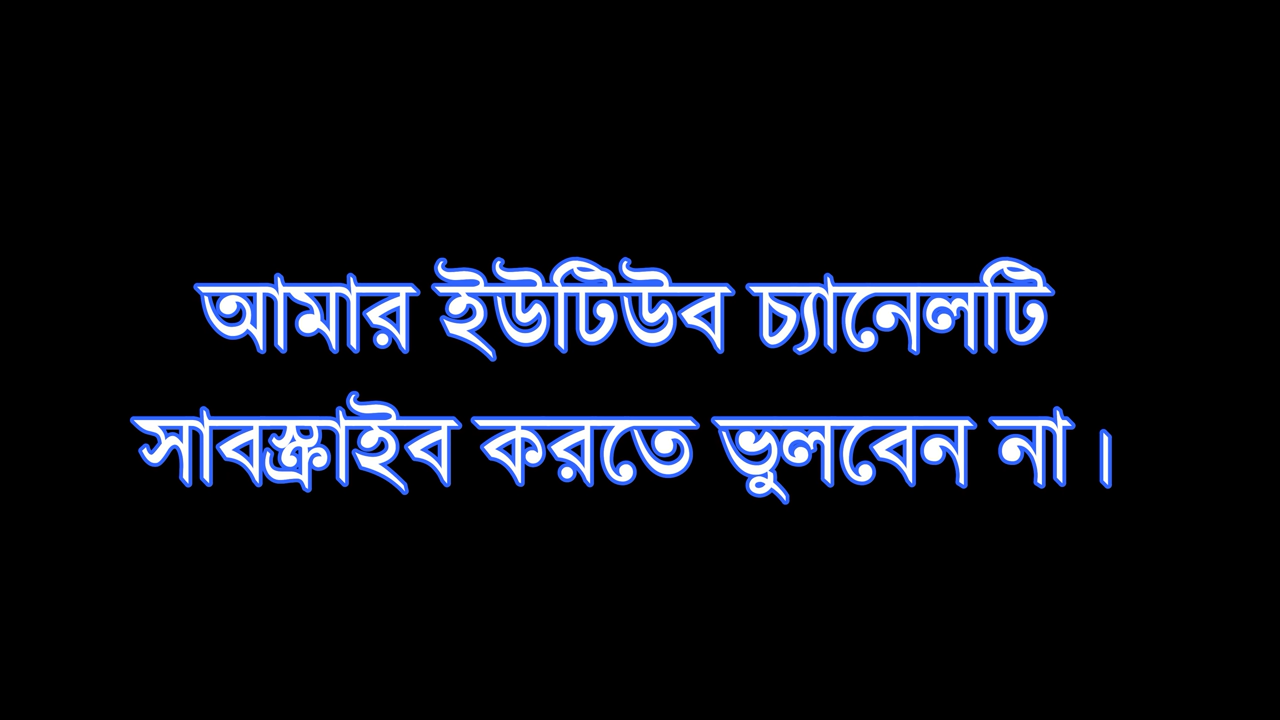 আমার ইউটিউব চ্যানেলটি
সাবস্ক্রাইব করতে ভুলবেন না।